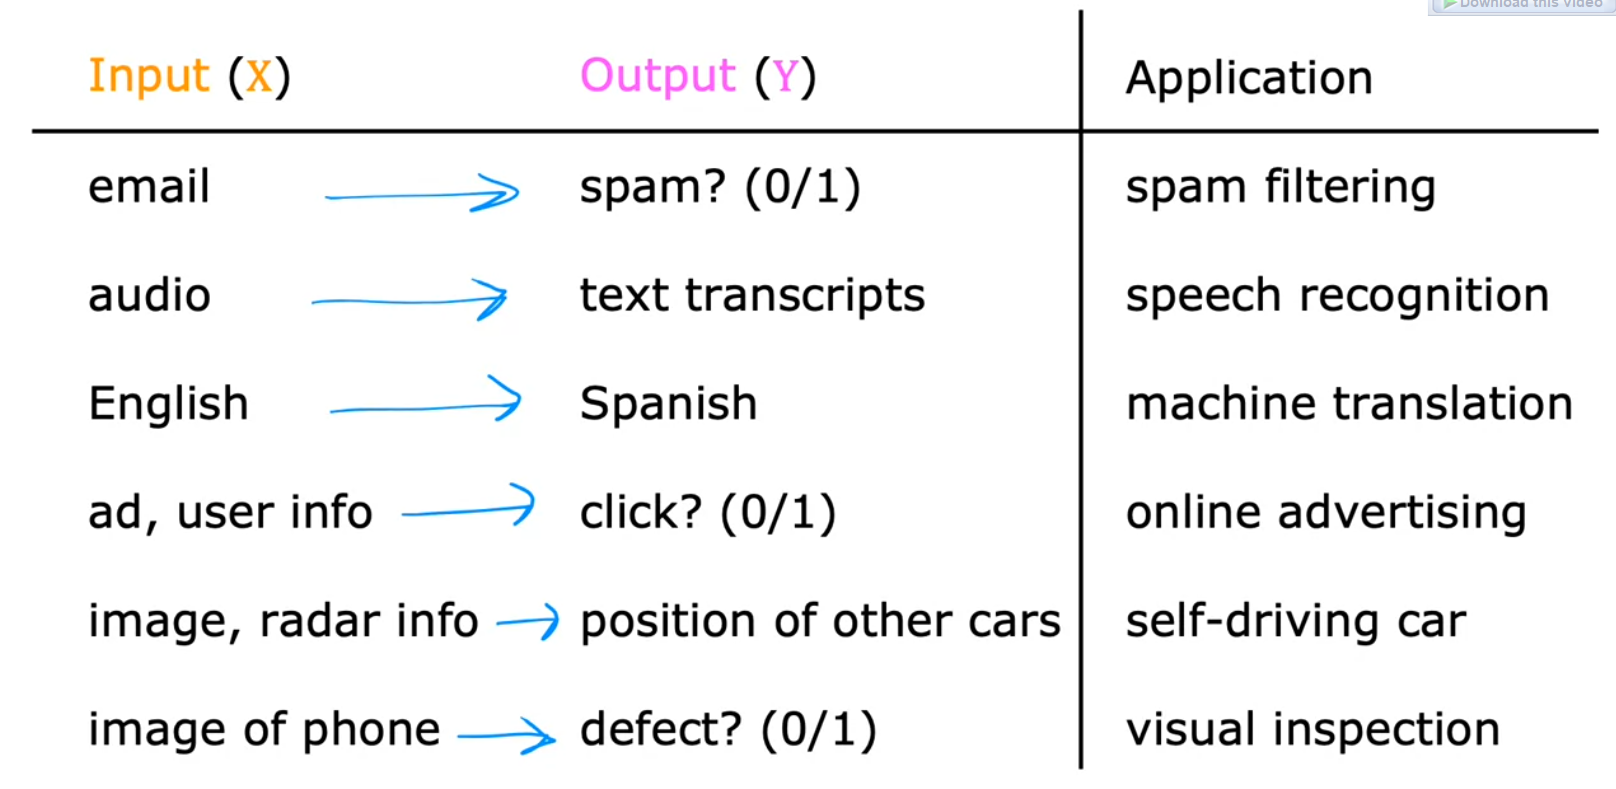 Download this video
Input (X) Output (Y) Application
email spam? (0/1) spam filtering
audio text transcripts speech recognition
English Spanish machine translation
ad, user info click? (0/1) online advertising
image, radar info position of other cars self-driving car
image of phone defect? (0/1) visual inspection